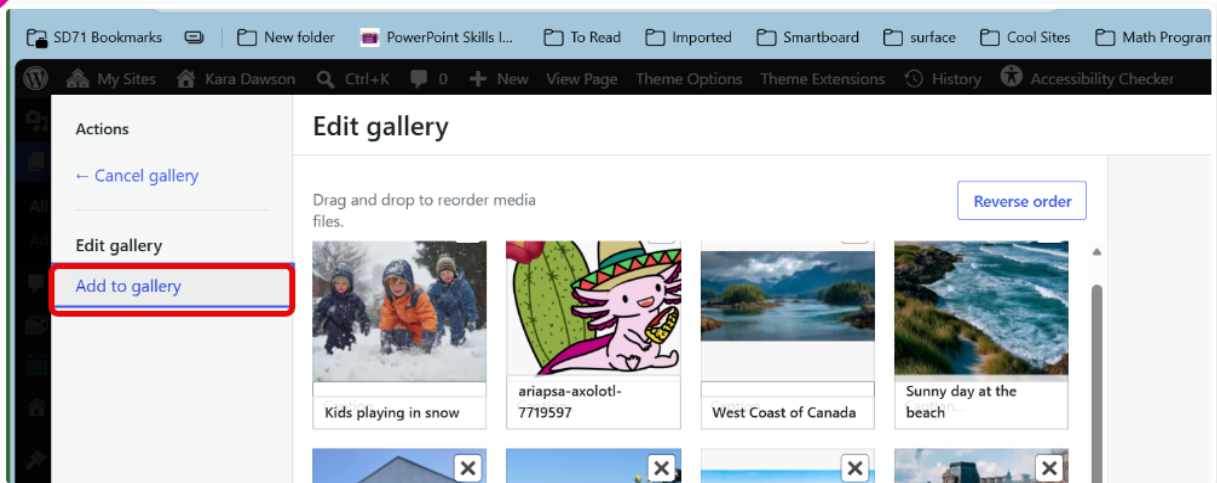 SD71 Bookmarks New folder PowerPoint Skills I... To Read Imported Smartboard surface Cool Sites Math Program
My Sites Kara Dawson Ctrl+K 0 New View Page Theme Options Theme Extensions History Accessibility Checker
Actions
← Cancel gallery
Edit gallery
Add to gallery
Edit gallery
Drag and drop to reorder media
files.
Reverse order
Kids playing in snow
ariapsa-axolotl-
7719597
West Coast of Canada
Sunny day at the
beach
Caption...